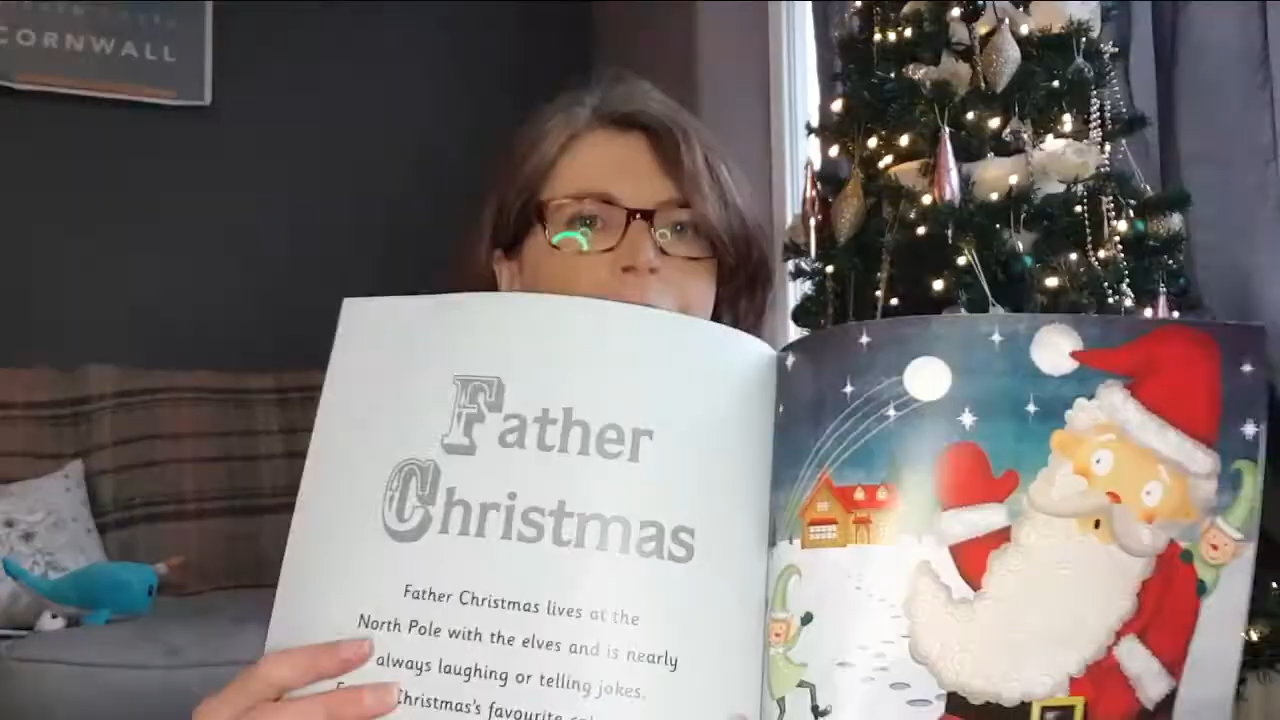 CORNWALL
Father
Christmas
Father Christmas lives at the
North Pole with the elves and is nearly
always laughing or telling jokes.
Christmas's favourite